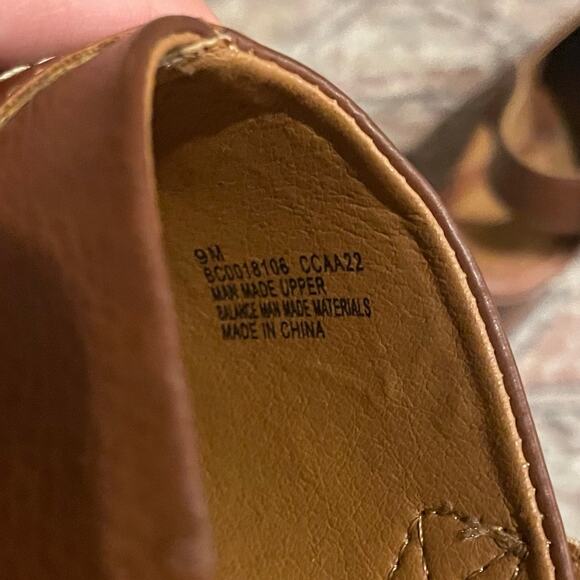 9M
BC0018106 CCAA22
MAN MADE UPPER
BALANCE MAN MADE MATERIALS
MADE IN CHINA